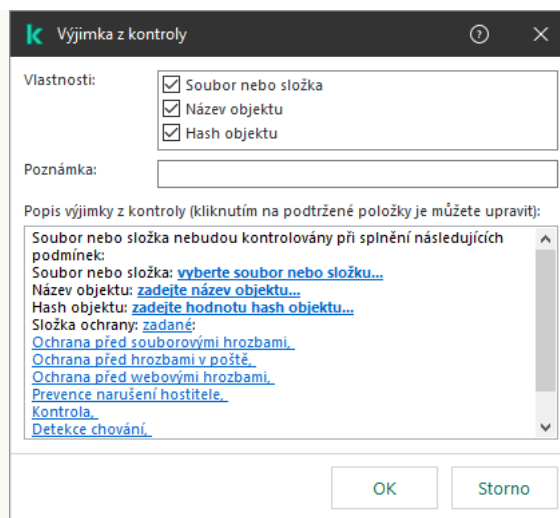 Výjimka z kontroly
Vlastnosti:
Soubor nebo složka
Název objektu
Hash objektu
Poznámka:
Popis výjimky z kontroly (kliknutím na podtržené položky je můžete upravit):
Soubor nebo složka nebudou kontrolovány při splnění následujících
podmínek:
Soubor nebo složka: vyberte soubor nebo složku...
Název objektu: zadejte název objektu...
Hash objektu: zadejte hodnotu hash objektu...
Složka ochrany: zadané:
Ochrana před souborovými hrozbami,
Ochrana před hrozbami v poště,
Ochrana před webovými hrozbami,
Prevence narušení hostitele,
Kontrola,
Detekce chování,
OK
Storno